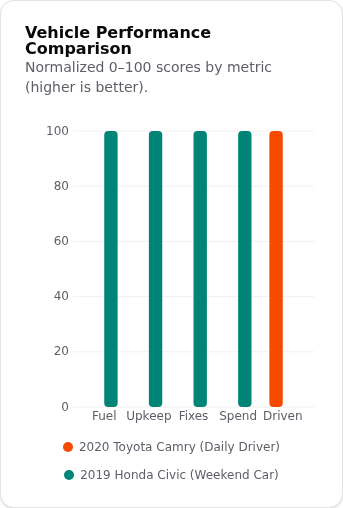 Vehicle Performance
Comparison
Normalized 0–100 scores by metric
(higher is better).
100
80
60
40
20
0
Fuel Upkeep Fixes Spend Driven
2020 Toyota Camry (Daily Driver)
2019 Honda Civic (Weekend Car)